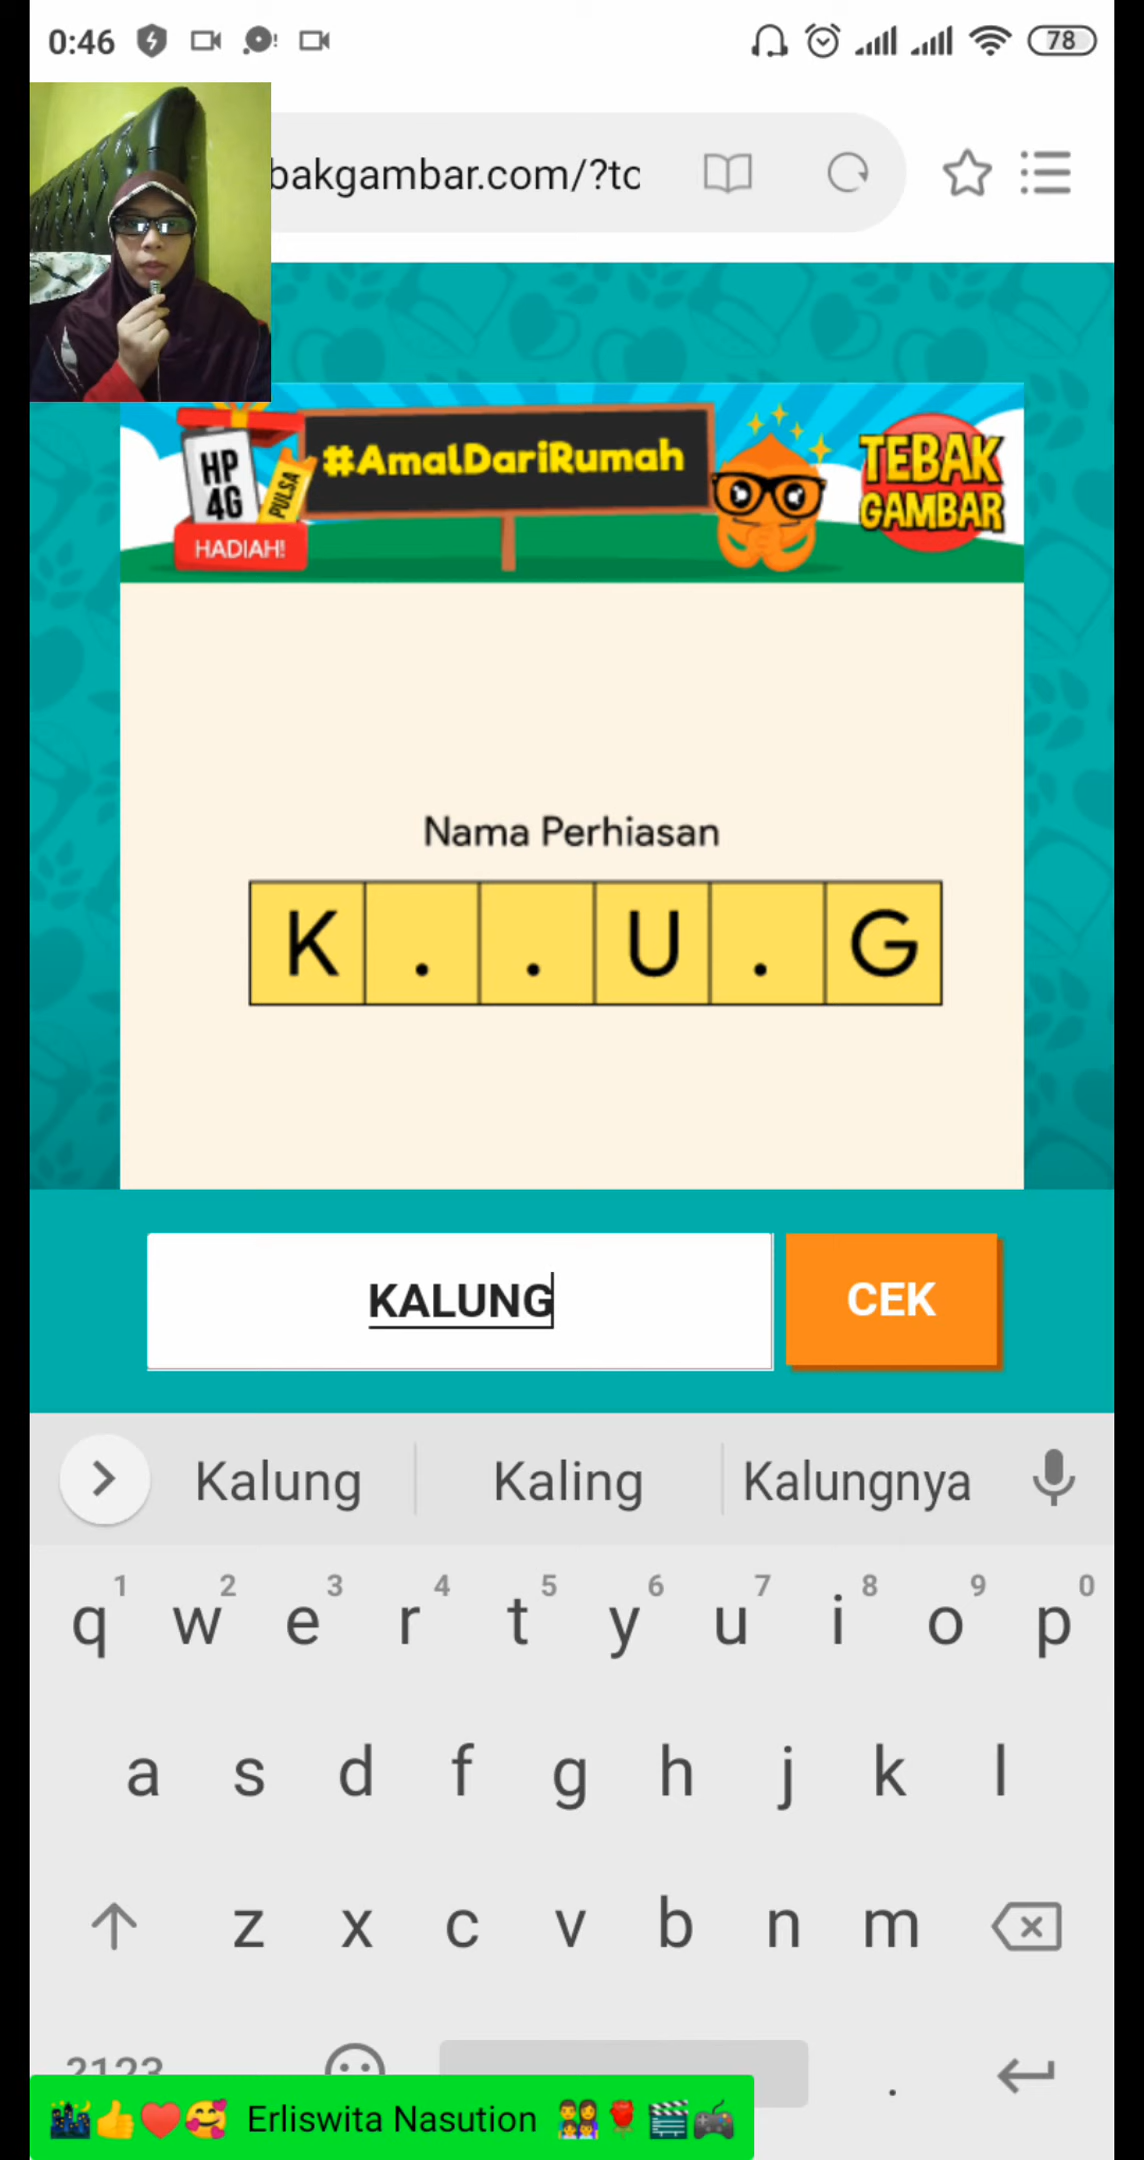 0:46
78
bakgambar.com/?tc
HP
4G
PULSA
HADIAH!
#AmalDariRumah
TEBAK
GAMBAR
Nama Perhiasan
K . . U . G
KALUNG
CEK
Kalung Kaling Kalungnya
1 2 3 4 5 6 7 8 9 0
q w e r t y u i o p
a s d f g h j k l
z x c v b n m
?123 .
Erliswita Nasution